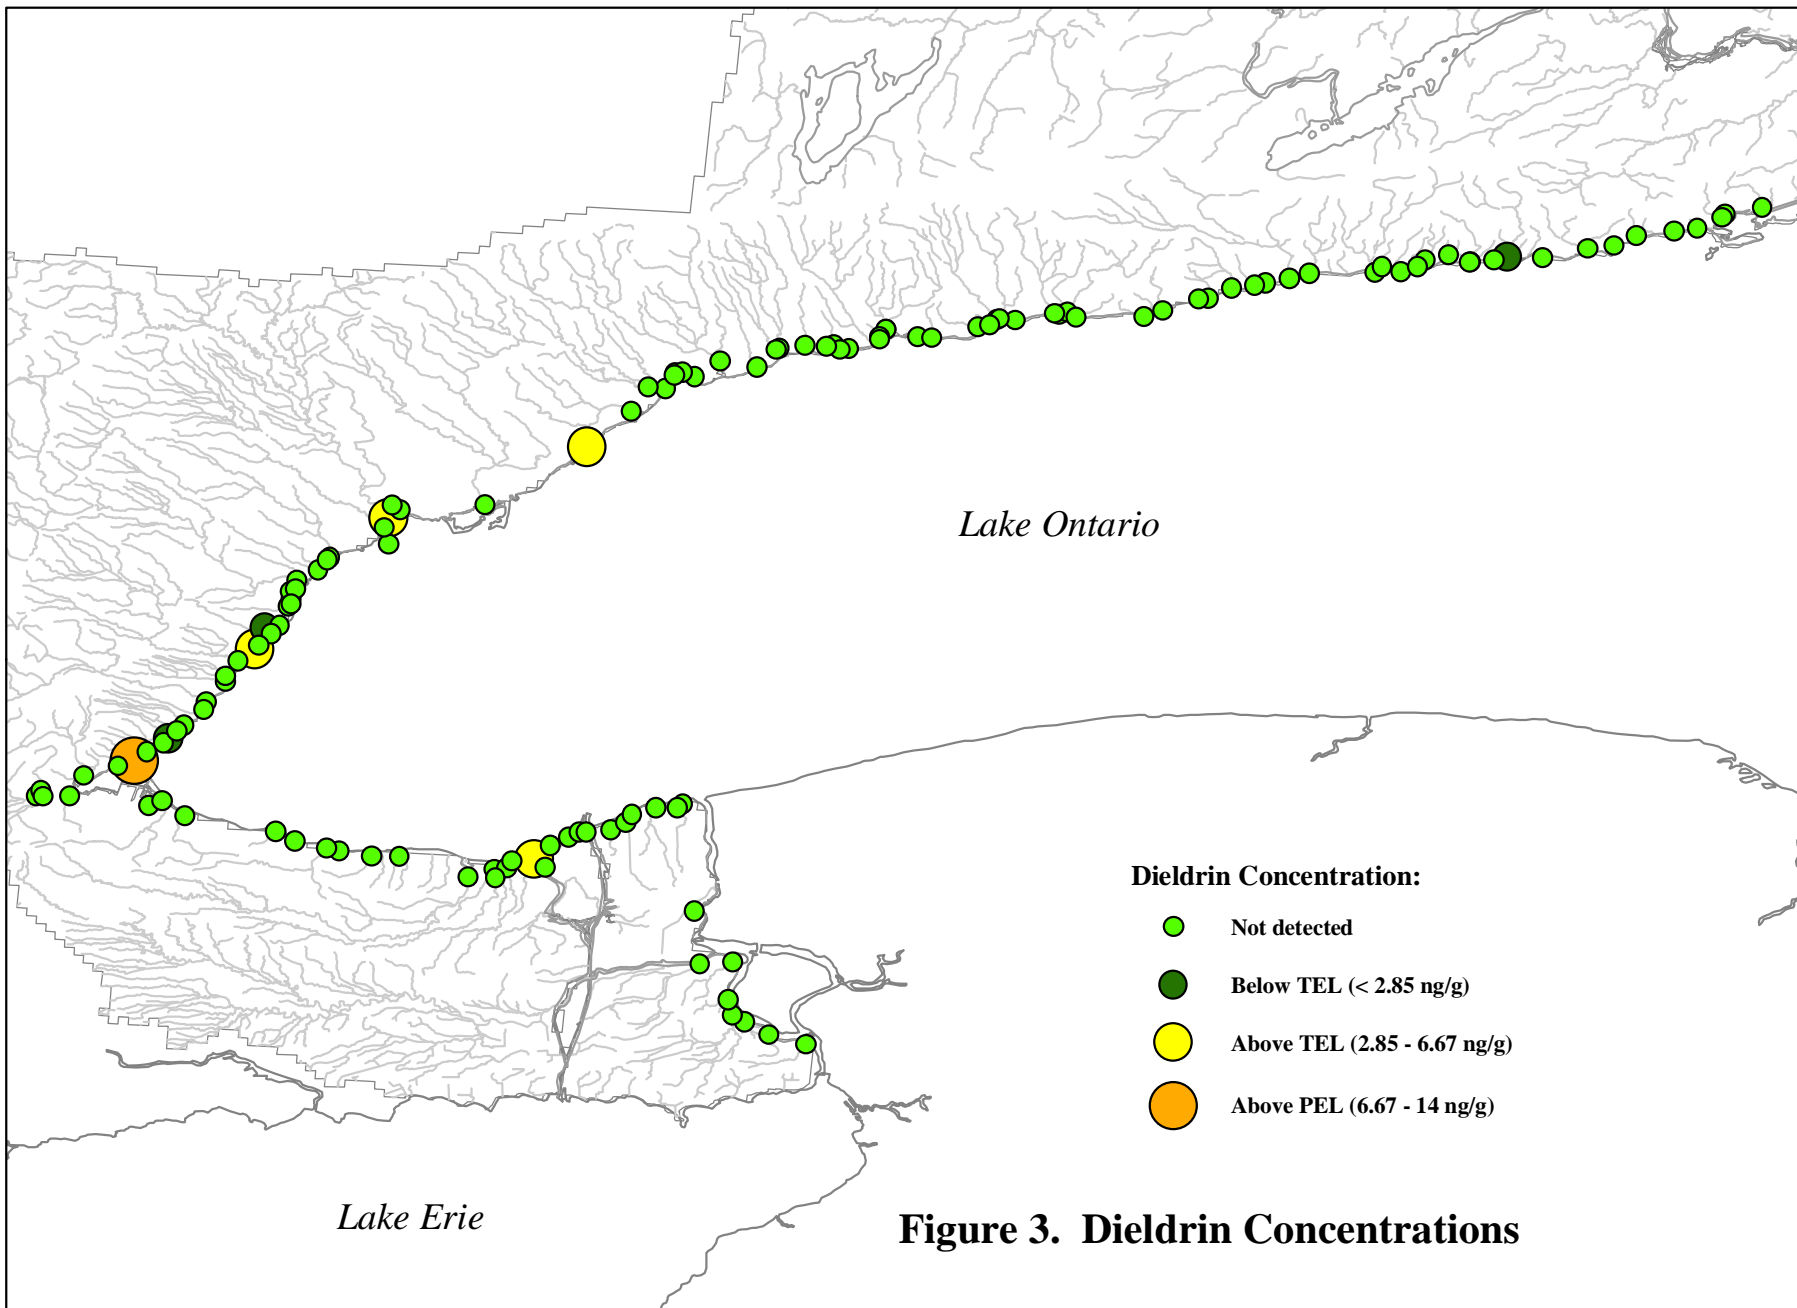 Lake Ontario
Dieldrin Concentration:
Not detected
Below TEL (< 2.85 ng/g)
Above TEL (2.85 - 6.67 ng/g)
Above PEL (6.67 - 14 ng/g)
Lake Erie
Figure 3. Dieldrin Concentrations